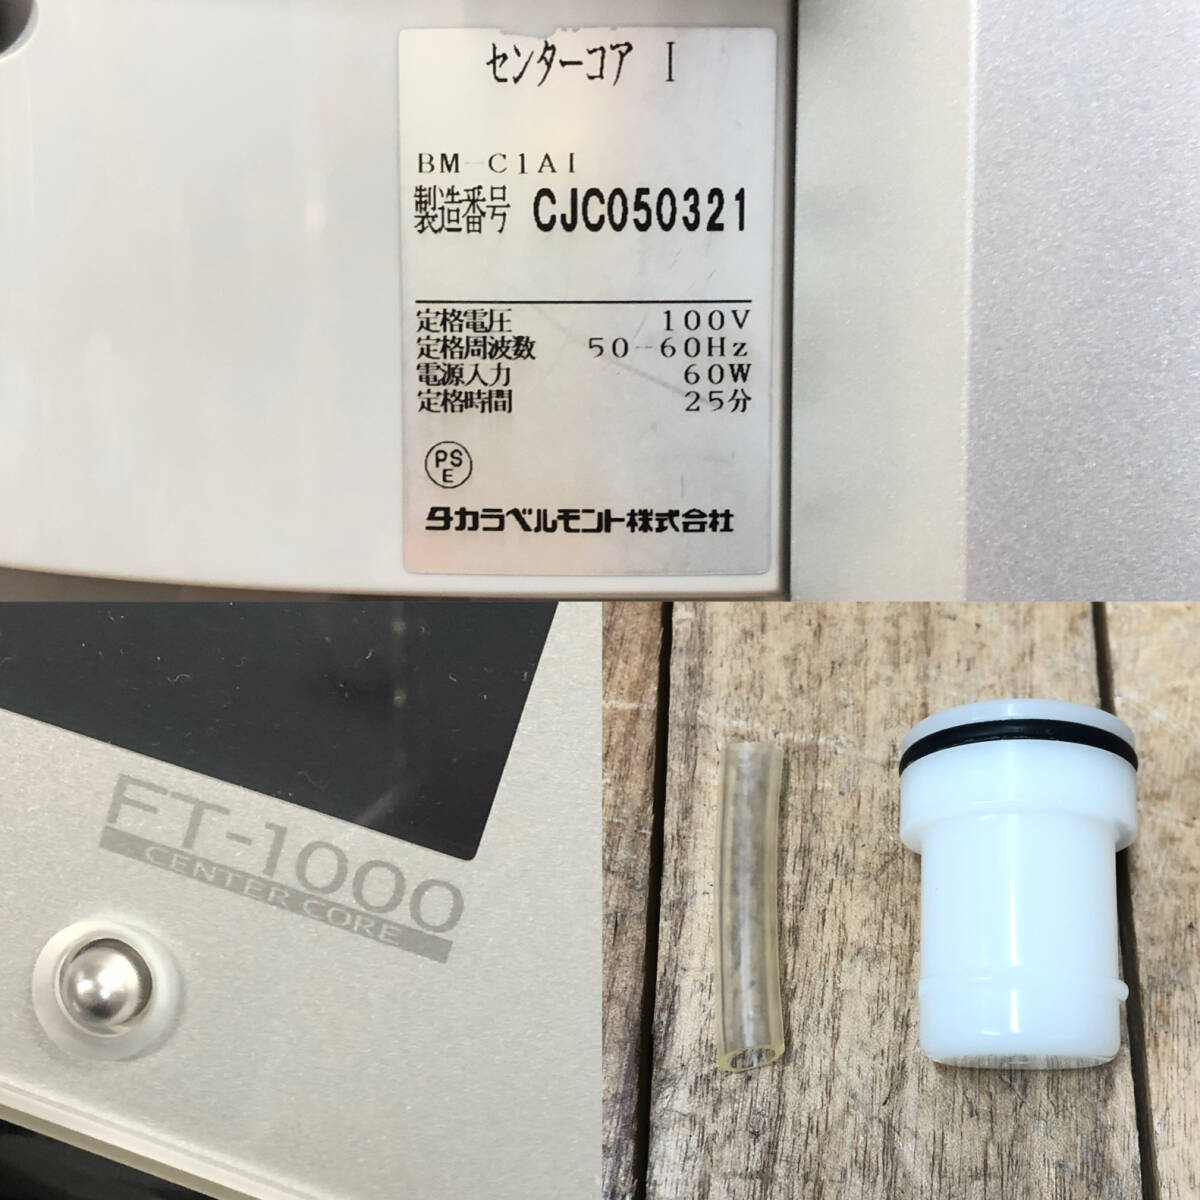 センターコア I
BM-C1AI
製造番号 CJC050321
定格電圧 100V
定格周波数 50-60Hz
電源入力 60W
定格時間 25分
PS
E
タカラベルモント株式会社
FT-1000
CENTER CORE